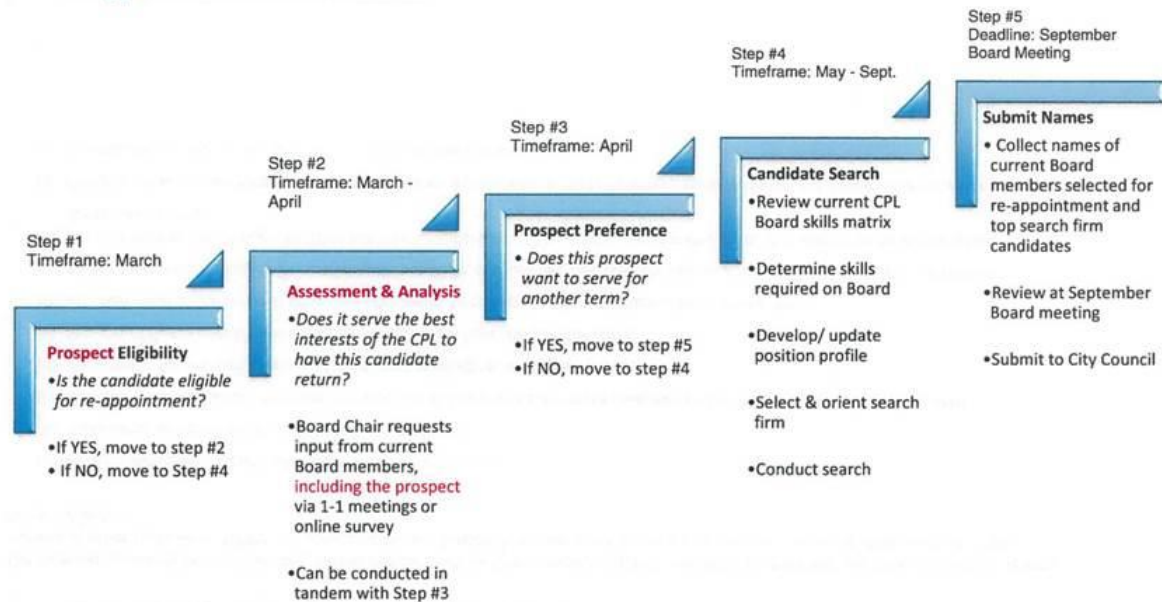 Step #1
Timeframe: March
Prospect Eligibility
•Is the candidate eligible
for re-appointment?
•If YES, move to step #2
• If NO, move to Step #4
Step #2
Timeframe: March -
April
Assessment & Analysis
•Does it serve the best
interests of the CPL to
have this candidate
return?
•Board Chair requests
input from current
Board members,
including the prospect
via 1-1 meetings or
online survey
•Can be conducted in
tandem with Step #3
Step #3
Timeframe: April
Prospect Preference
• Does this prospect
want to serve for
another term?
•If YES, move to step #5
•If NO, move to step #4
Step #4
Timeframe: May - Sept.
Candidate Search
•Review current CPL
Board skills matrix
•Determine skills
required on Board
•Develop/ update
position profile
•Select & orient search
firm
•Conduct search
Step #5
Deadline: September
Board Meeting
Submit Names
• Collect names of
current Board
members selected for
re-appointment and
top search firm
candidates
•Review at September
Board meeting
•Submit to City Council